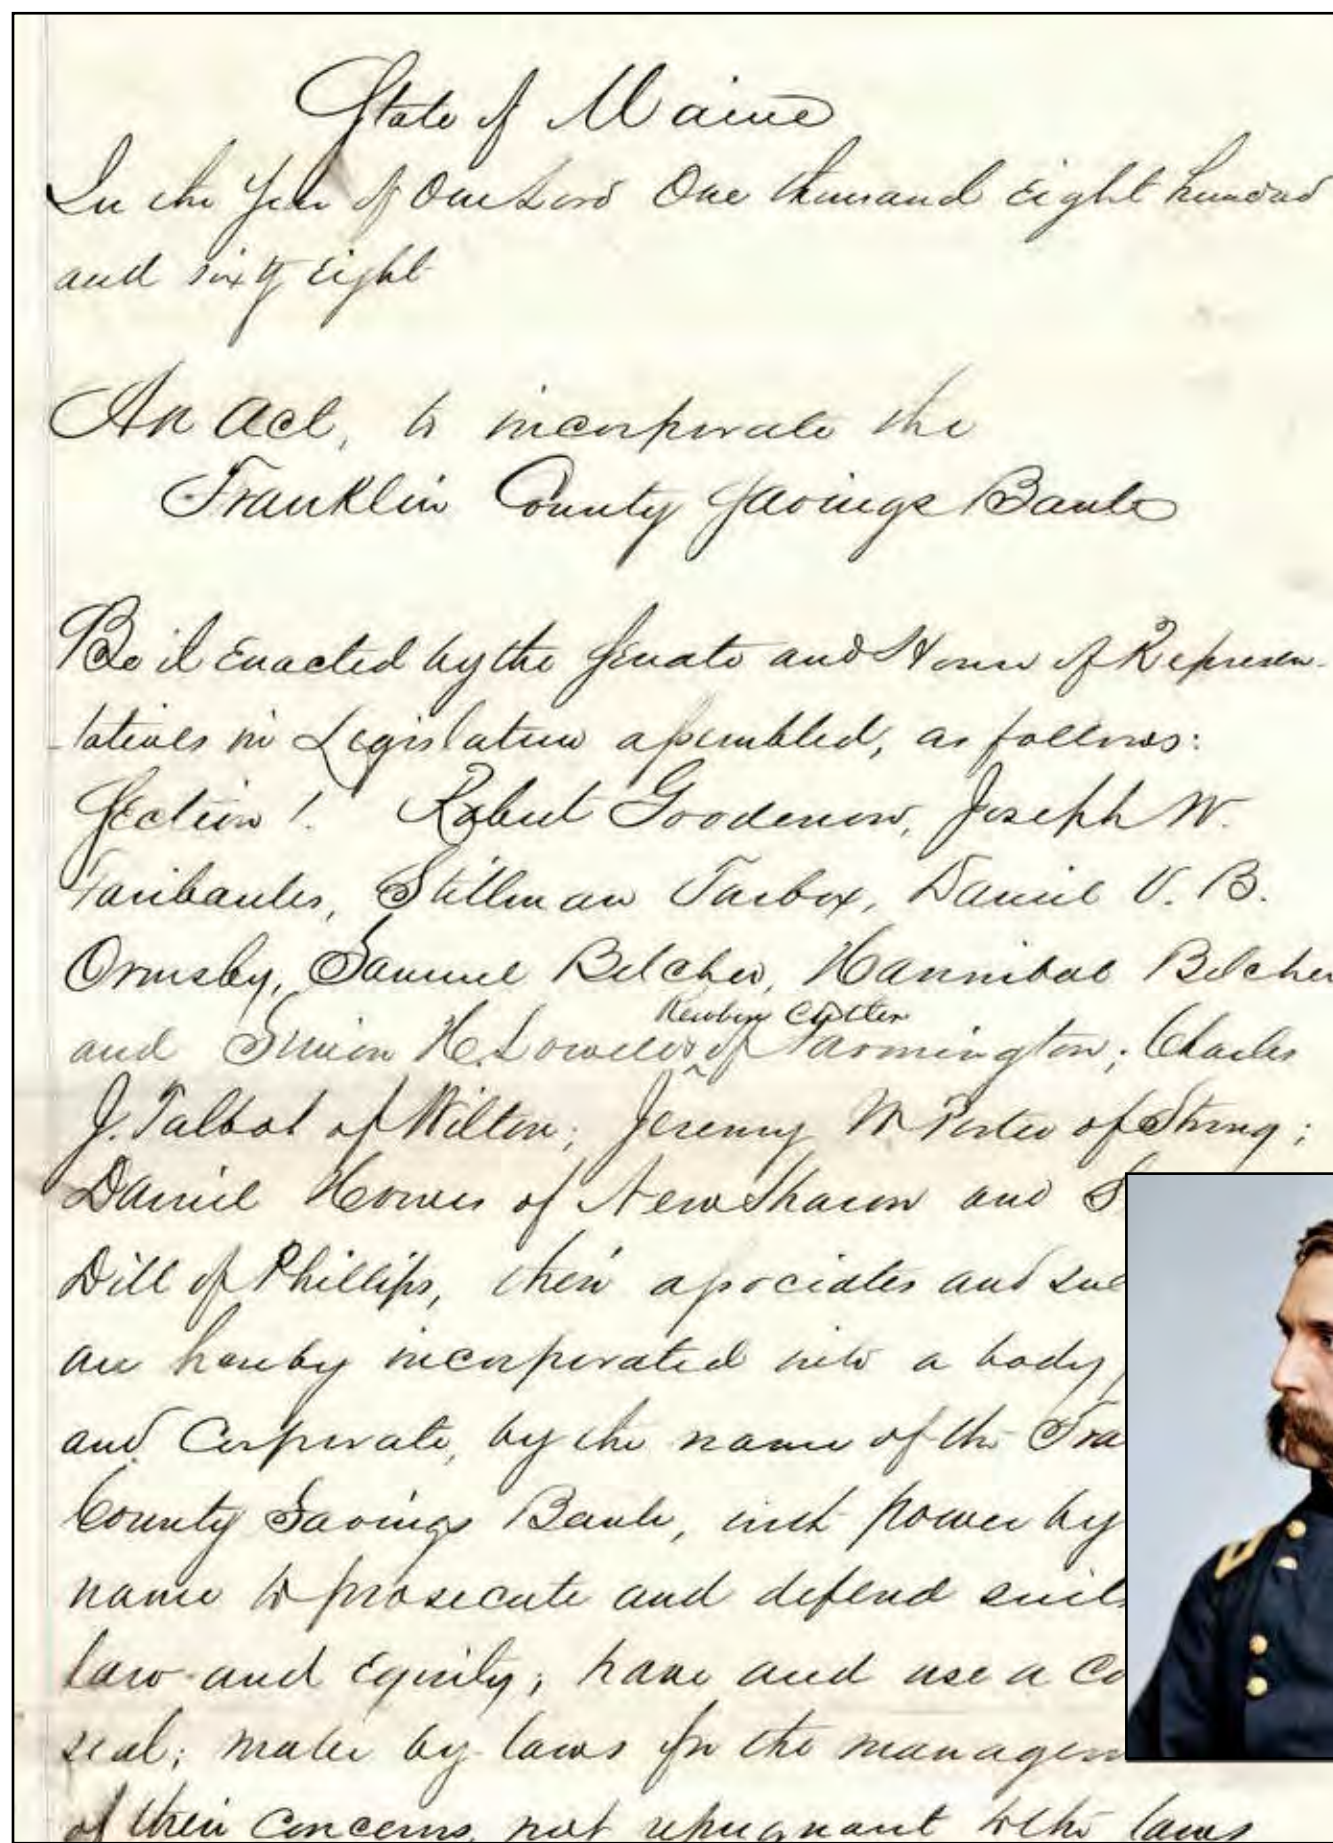 State of Maine
In the Year of Our Lord One thousand Eight hundred
and sixty Eight
An Act, to incorporate the
Franklin County Savings Bank
Be it Enacted by the Senate and House of Represen-
-tatives in Legislature assembled, as follows:
Section 1. Robert Goodenow, Joseph W.
Fairbanks, Stillman Tarbox, Daniel V. B.
Ormsby, Samuel Belcher, Hannibal Belcher
Reuben Cutler
and Simeon H. Lowell of Farmington; Charles
J. Talbot of Wilton; Jeremy W Porter of Strong;
Daniel Howes of New Sharon and S
Dill of Phillips, their associates and suc
are hereby incorporated into a body p
and Corporate, by the name of the Fra
County Savings Bank, with power by
name to prosecute and defend suits
law and Equity; have and use a co
seal; make by-laws for the managem
of their concerns not repugnant to the laws